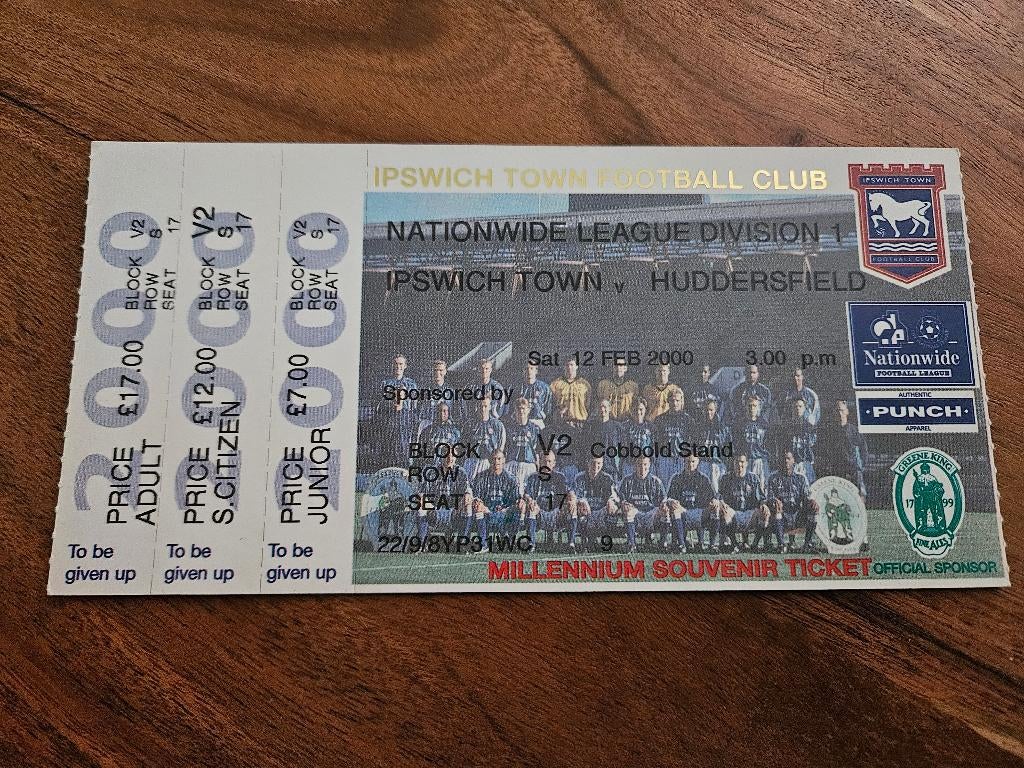 IPSWICH TOWN FOOTBALL CLUB
NATIONWIDE LEAGUE DIVISION 1
IPSWICH TOWN v HUDDERSFIELD
Sat 12 FEB 2000 3.00 p.m
Sponsored by
BLOCK V2 Cobbold Stand
ROW S
SEAT 17
22/9/8YP31WC 9
MILLENNIUM SOUVENIR TICKET
IPSWICH TOWN
FOOTBALL CLUB
Nationwide
FOOTBALL LEAGUE
AUTHENTIC
PUNCH
APPAREL
GREENE KING
17 99
FINE ALES
OFFICIAL SPONSOR
2000
PRICE £17.00 BLOCK V2
ADULT ROW S
SEAT 17
To be
given up
2000
PRICE £12.00 BLOCK V2
S.CITIZEN ROW S
SEAT 17
To be
given up
2000
PRICE £7.00 BLOCK V2
JUNIOR ROW S
SEAT 17
To be
given up